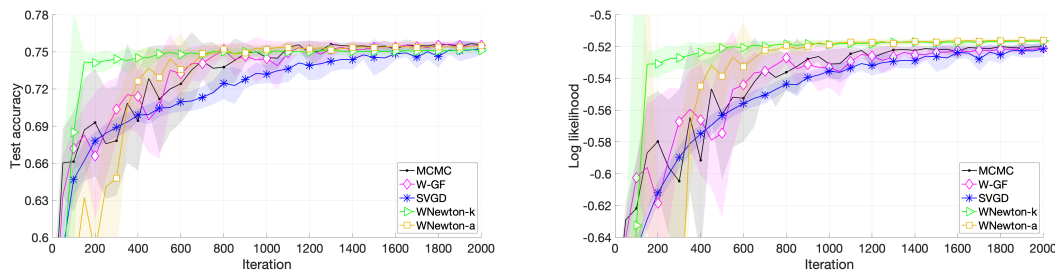 Test accuracy
0.78
0.75
0.72
0.69
0.66
0.63
0.6
200 400 600 800 1000 1200 1400 1600 1800 2000
Iteration
MCMC
W-GF
SVGD
WNewton-k
WNewton-a
Log likelihood
-0.5
-0.52
-0.54
-0.56
-0.58
-0.6
-0.62
-0.64
0 200 400 600 800 1000 1200 1400 1600 1800 2000
Iteration
MCMC
W-GF
SVGD
WNewton-k
WNewton-a